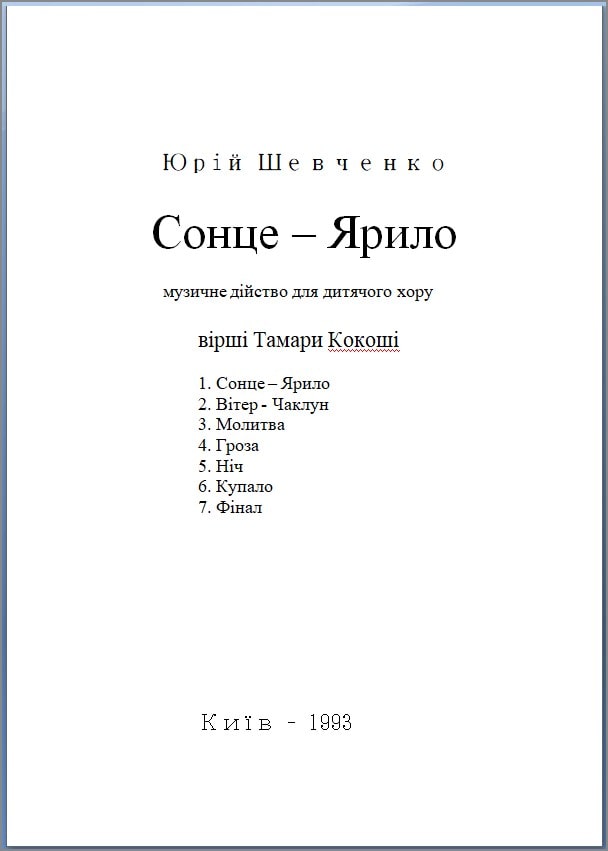 Юрій Шевченко
Сонце – Ярило
музичне дійство для дитячого хору
вірші Тамари Кокоші
1. Сонце – Ярило
2. Вітер - Чаклун
3. Молитва
4. Гроза
5. Ніч
6. Купало
7. Фінал
Київ - 1993